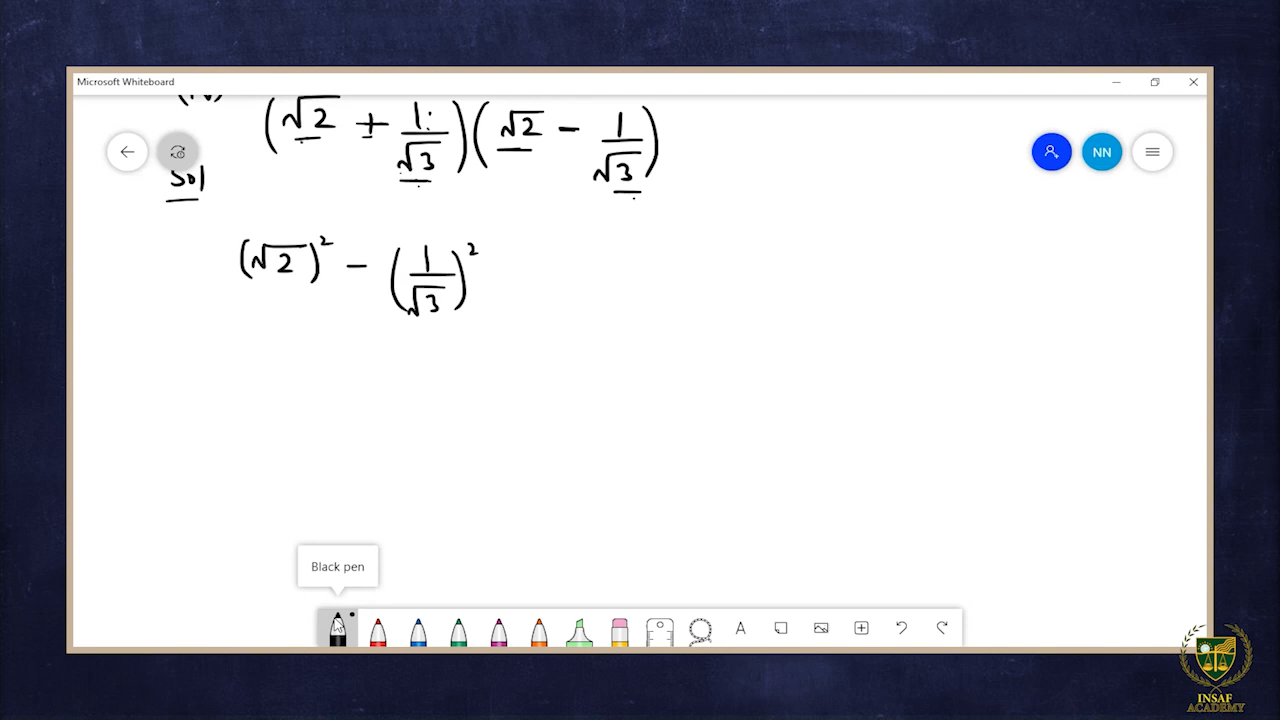 Microsoft Whiteboard
(√2 + 1/√3)(√2 − 1/√3)
Sol
(√2)² − (1/√3)²
NN
Black pen
A
INSAF
ACADEMY